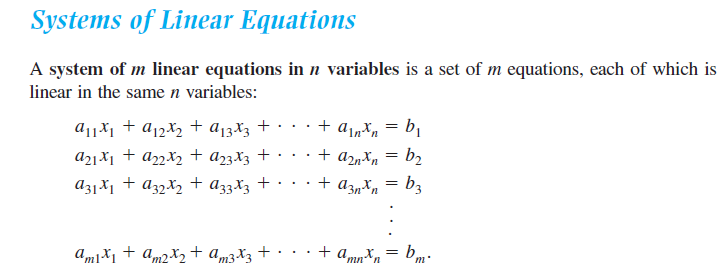 Systems of Linear Equations
A system of m linear equations in n variables is a set of m equations, each of which is
linear in the same n variables:
a₁₁x₁ + a₁₂x₂ + a₁₃x₃ + · · · + a₁ₙxₙ = b₁
a₂₁x₁ + a₂₂x₂ + a₂₃x₃ + · · · + a₂ₙxₙ = b₂
a₃₁x₁ + a₃₂x₂ + a₃₃x₃ + · · · + a₃ₙxₙ = b₃
.
.
.
aₘ₁x₁ + aₘ₂x₂ + aₘ₃x₃ + · · · + aₘₙxₙ = bₘ.